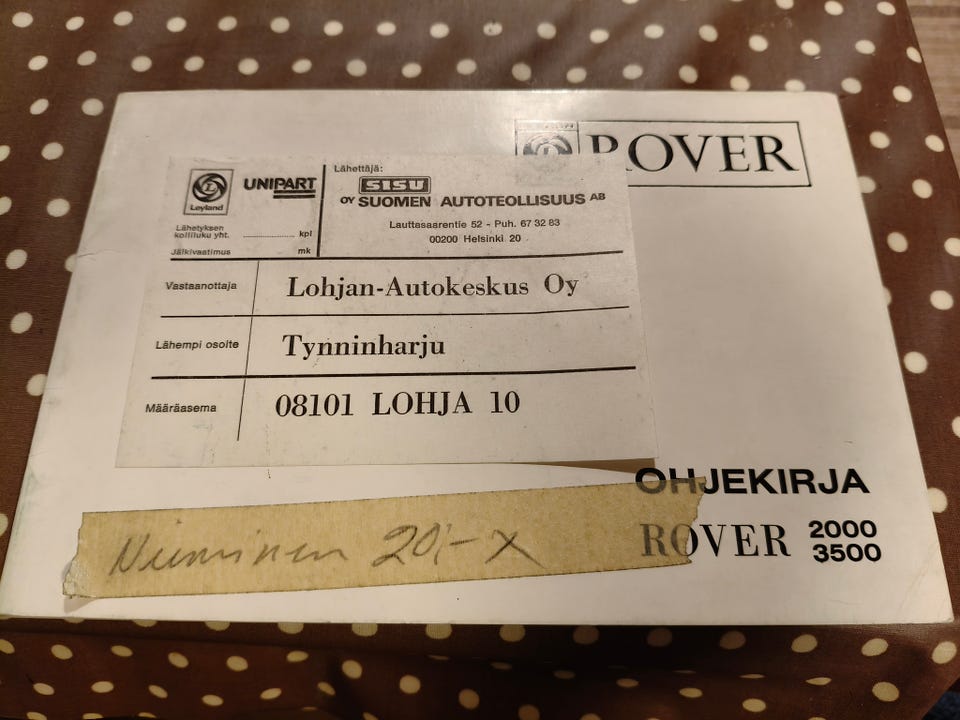 ROVER
Leyland
UNIPART
Lähettäjä:
SISU
OY SUOMEN AUTOTEOLLISUUS AB
Lauttasaarentie 52 - Puh. 67 32 83
00200 Helsinki 20
Lähetyksen
kolliluku yht. ............ kpl
Jälkivaatimus mk
Vastaanottaja Lohjan-Autokeskus Oy
Lähempi osoite Tynninharju
Määräasema 08101 LOHJA 10
OHJEKIRJA
ROVER 2000
3500
Nieminen 20,- X